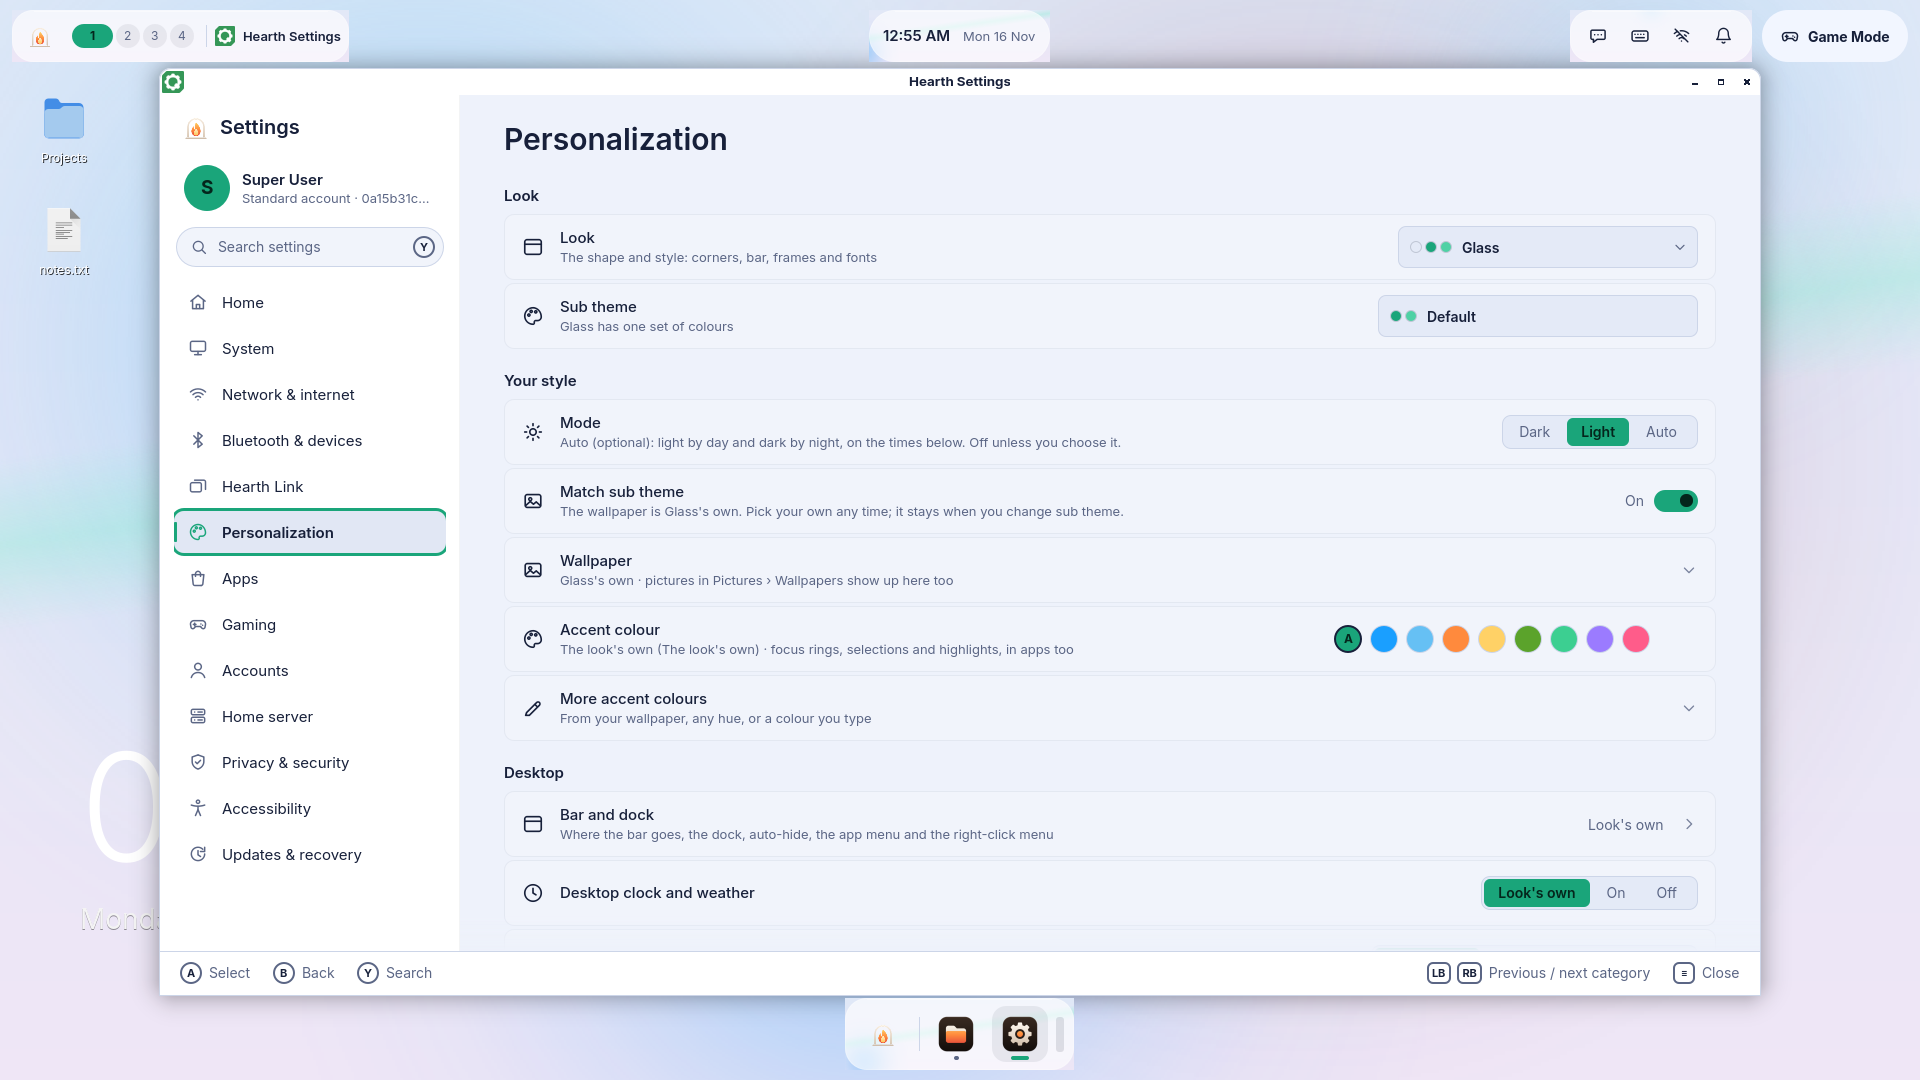 1 2 3 4 Hearth Settings
12:55 AM Mon 16 Nov
Game Mode
Projects
notes.txt
Hearth Settings
Settings
S
Super User
Standard account · 0a15b31c...
Search settings Y
Home
System
Network & internet
Bluetooth & devices
Hearth Link
Personalization
Apps
Gaming
Accounts
Home server
Privacy & security
Accessibility
Updates & recovery
Personalization
Look
Look
The shape and style: corners, bar, frames and fonts
Glass
Sub theme
Glass has one set of colours
Default
Your style
Mode
Auto (optional): light by day and dark by night, on the times below. Off unless you choose it.
Dark Light Auto
Match sub theme
The wallpaper is Glass's own. Pick your own any time; it stays when you change sub theme.
On
Wallpaper
Glass's own · pictures in Pictures › Wallpapers show up here too
Accent colour
The look's own (The look's own) · focus rings, selections and highlights, in apps too
A
More accent colours
From your wallpaper, any hue, or a colour you type
Desktop
Bar and dock
Where the bar goes, the dock, auto-hide, the app menu and the right-click menu
Look's own
Desktop clock and weather
Look's own On Off
0
A Select B Back Y Search
LB RB Previous / next category Close